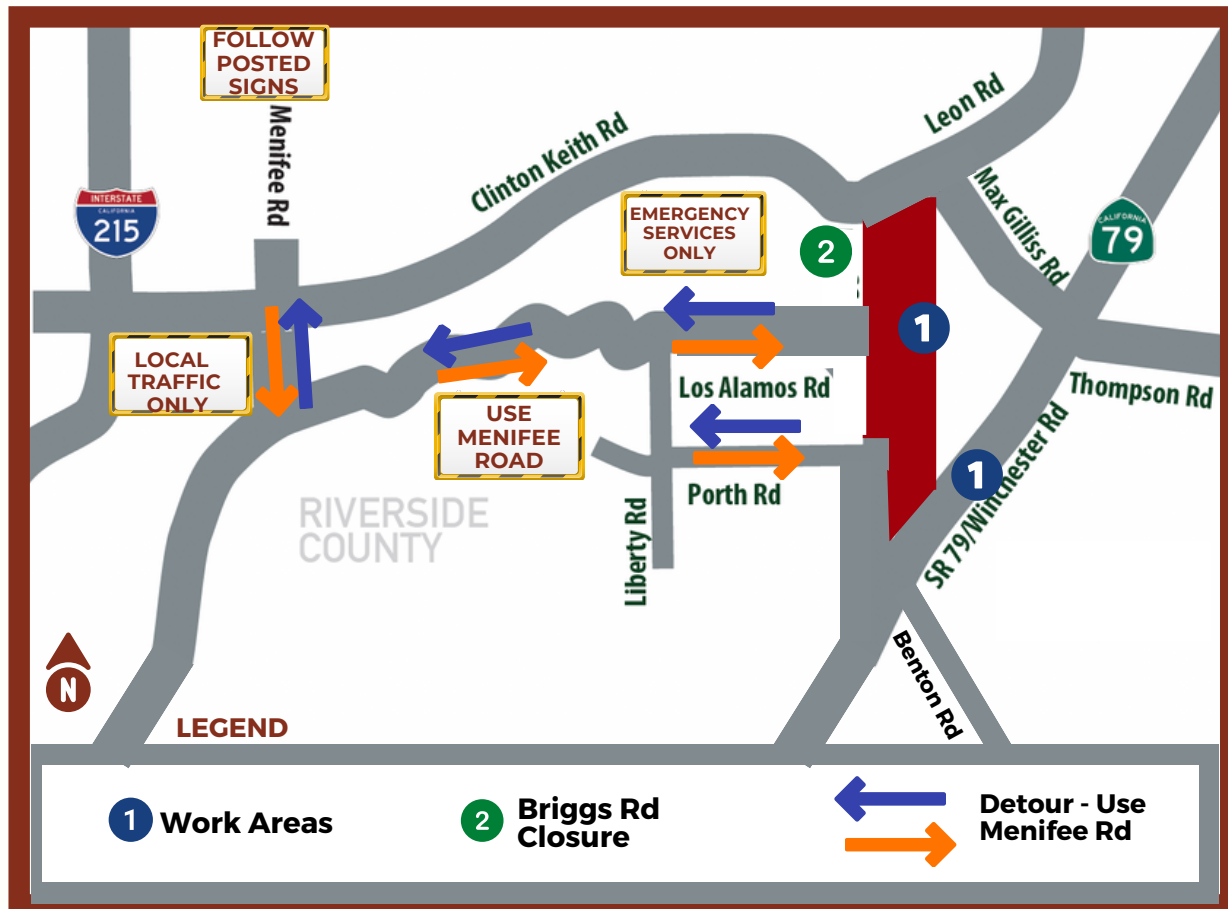 FOLLOW
POSTED
SIGNS
Menifee Rd
INTERSTATE
CALIFORNIA
215
Clinton Keith Rd
Leon Rd
Max Gilliss Rd
CALIFORNIA
79
EMERGENCY
SERVICES
ONLY
2
1
LOCAL
TRAFFIC
ONLY
USE
MENIFEE
ROAD
Los Alamos Rd
Thompson Rd
Porth Rd
1
SR 79/Winchester Rd
RIVERSIDE
COUNTY
Liberty Rd
Benton Rd
N
LEGEND
1 Work Areas
2 Briggs Rd
Closure
Detour - Use
Menifee Rd